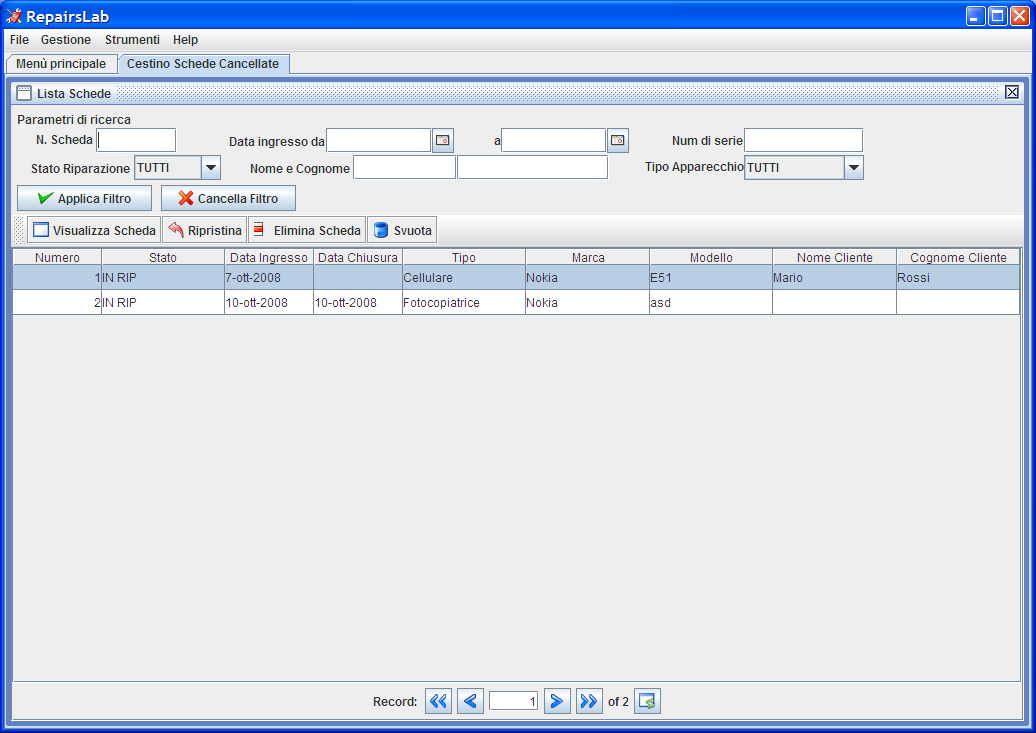 RepairsLab
File Gestione Strumenti Help
Menù principale Cestino Schede Cancellate
Lista Schede
Parametri di ricerca
N. Scheda Data ingresso da a Num di serie
Stato Riparazione TUTTI Nome e Cognome Tipo Apparecchio TUTTI
Applica Filtro Cancella Filtro
Visualizza Scheda Ripristina Elimina Scheda Svuota
Numero Stato Data Ingresso Data Chiusura Tipo Marca Modello Nome Cliente Cognome Cliente
1 IN RIP 7-ott-2008 Cellulare Nokia E51 Mario Rossi
2 IN RIP 10-ott-2008 10-ott-2008 Fotocopiatrice Nokia asd
Record: 1 of 2